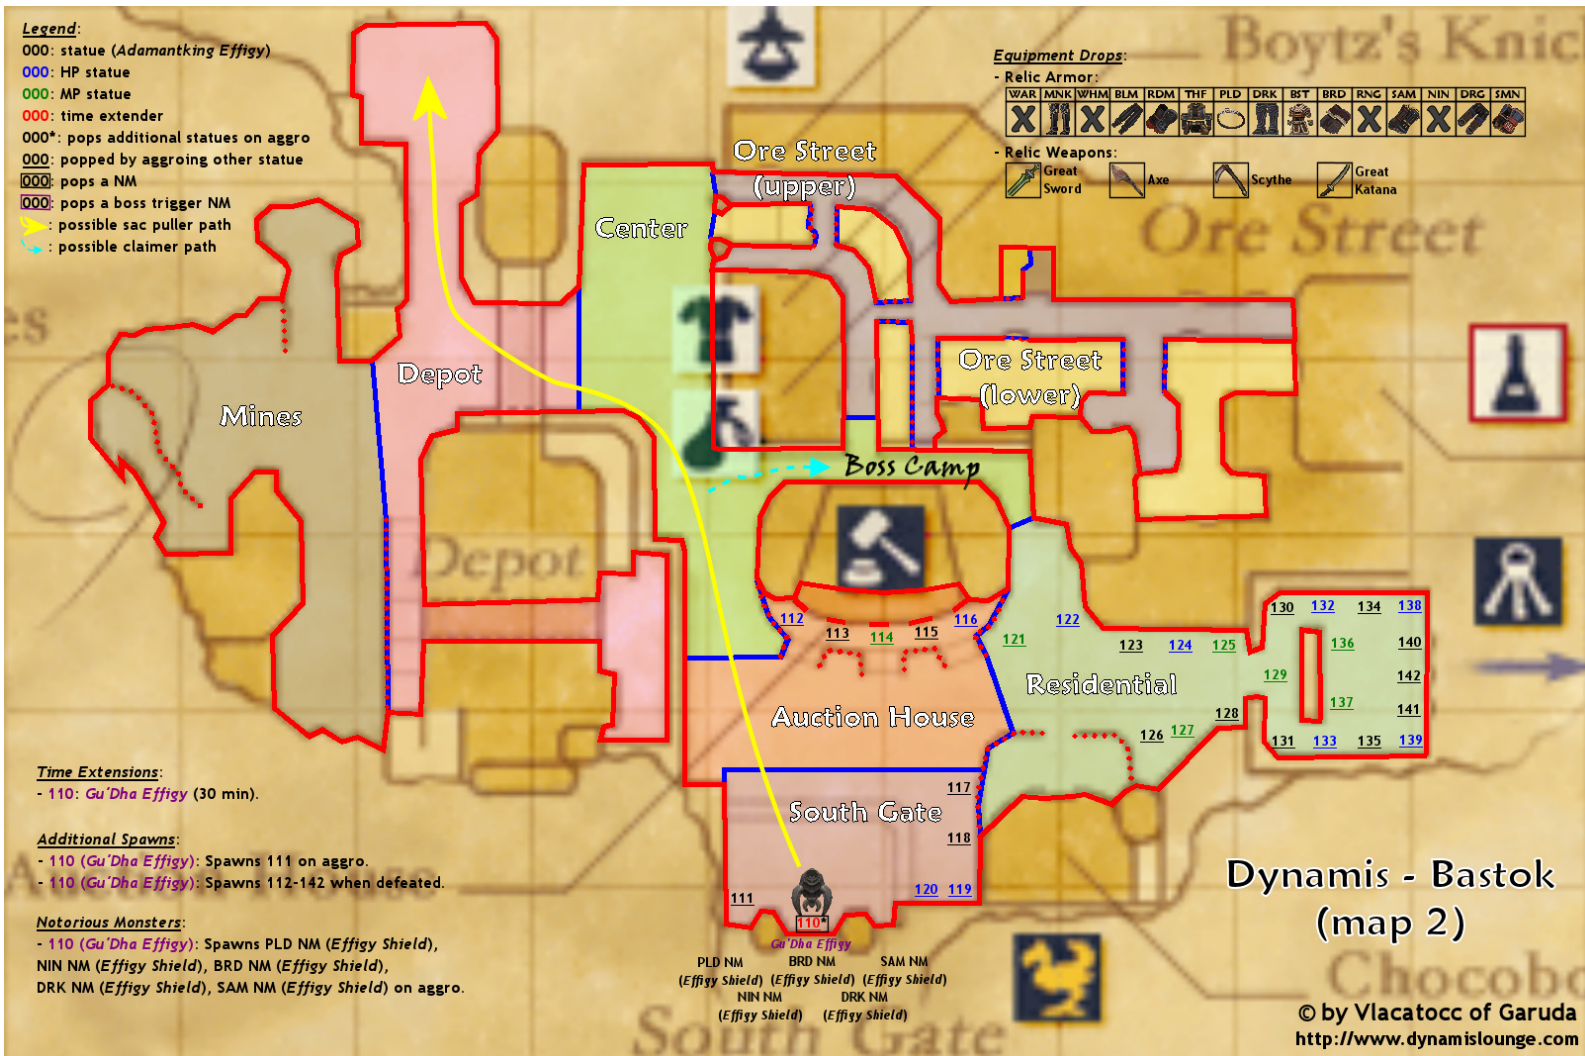 Legend:
000: statue (Adamantking Effigy)
000: HP statue
000: MP statue
000: time extender
000*: pops additional statues on aggro
000: popped by aggroing other statue
000: pops a NM
000: pops a boss trigger NM
: possible sac puller path
: possible claimer path
Boytz's Knic
Equipment Drops:
- Relic Armor:
WAR MNK WHM BLM RDM THF PLD DRK BST BRD RNG SAM NIN DRG SMN
- Relic Weapons:
Great Sword
Axe
Scythe
Great Katana
Ore Street
(upper)
Center
Ore Street
Ore Street
(lower)
es
Depot
Mines
Boss Camp
Depot
112
113
114
115
116
121
122
123
124
125
130
132
134
138
136
140
129
142
137
141
128
126
127
131
133
135
139
Residential
Auction House
117
South Gate
118
120
119
111
110*
Gu'Dha Effigy
PLD NM
(Effigy Shield)
BRD NM
(Effigy Shield)
SAM NM
(Effigy Shield)
NIN NM
(Effigy Shield)
DRK NM
(Effigy Shield)
Time Extensions:
- 110: Gu'Dha Effigy (30 min).
Additional Spawns:
- 110 (Gu'Dha Effigy): Spawns 111 on aggro.
- 110 (Gu'Dha Effigy): Spawns 112-142 when defeated.
Auction House
Notorious Monsters:
- 110 (Gu'Dha Effigy): Spawns PLD NM (Effigy Shield),
NIN NM (Effigy Shield), BRD NM (Effigy Shield),
DRK NM (Effigy Shield), SAM NM (Effigy Shield) on aggro.
South Gate
Dynamis - Bastok
(map 2)
Chocobo
© by Vlacatocc of Garuda
http://www.dynamislounge.com